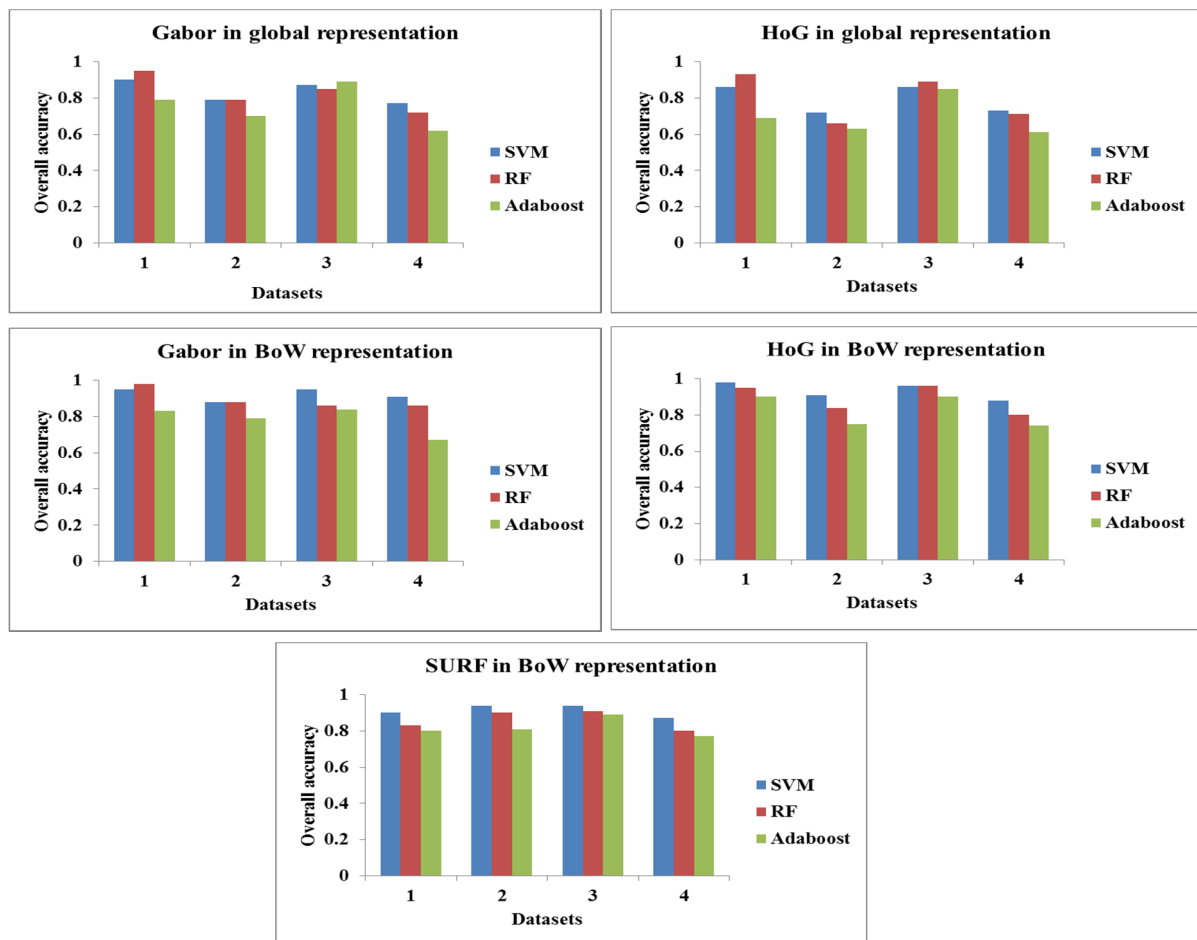 Gabor in global representation
Overall accuracy
1
0.8
0.6
0.4
0.2
0
1 2 3 4
Datasets
SVM
RF
Adaboost
HoG in global representation
Overall accuracy
1
0.8
0.6
0.4
0.2
0
1 2 3 4
Datasets
SVM
RF
Adaboost
Gabor in BoW representation
Overall accuracy
1
0.8
0.6
0.4
0.2
0
1 2 3 4
Datasets
SVM
RF
Adaboost
HoG in BoW representation
Overall accuracy
1
0.8
0.6
0.4
0.2
0
1 2 3 4
Datasets
SVM
RF
Adaboost
SURF in BoW representation
Overall accuracy
1
0.8
0.6
0.4
0.2
0
1 2 3 4
Datasets
SVM
RF
Adaboost